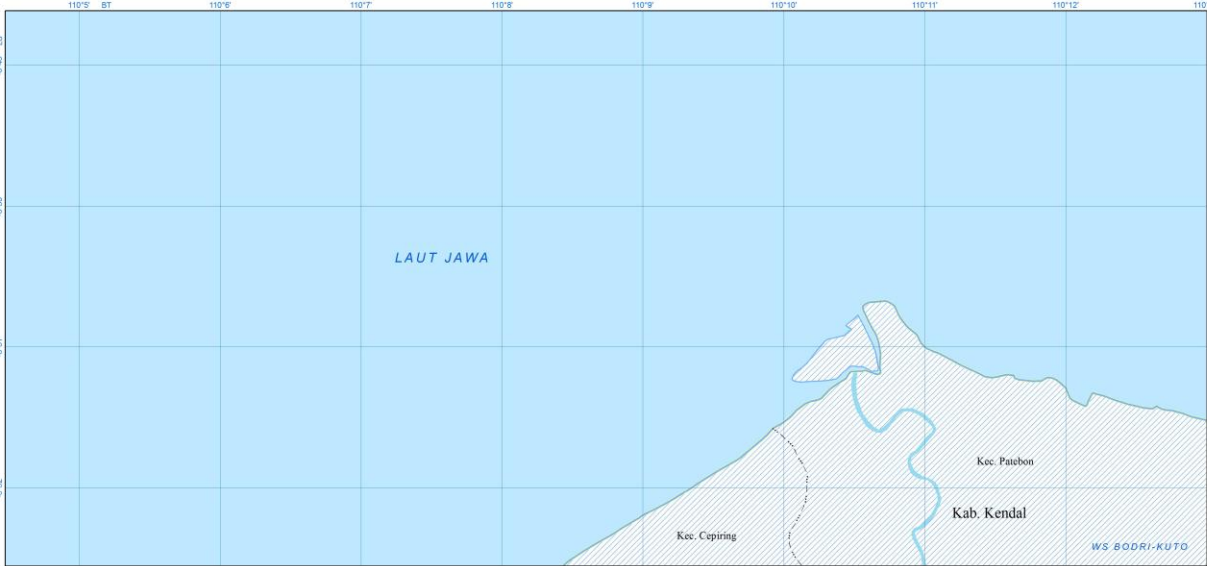 110°5' BT
110°6'
110°7'
110°8'
110°9'
110°10'
110°11'
110°12'
110
LAUT JAWA
Kec. Patebon
Kab. Kendal
Kec. Cepiring
WS BODRI-KUTO